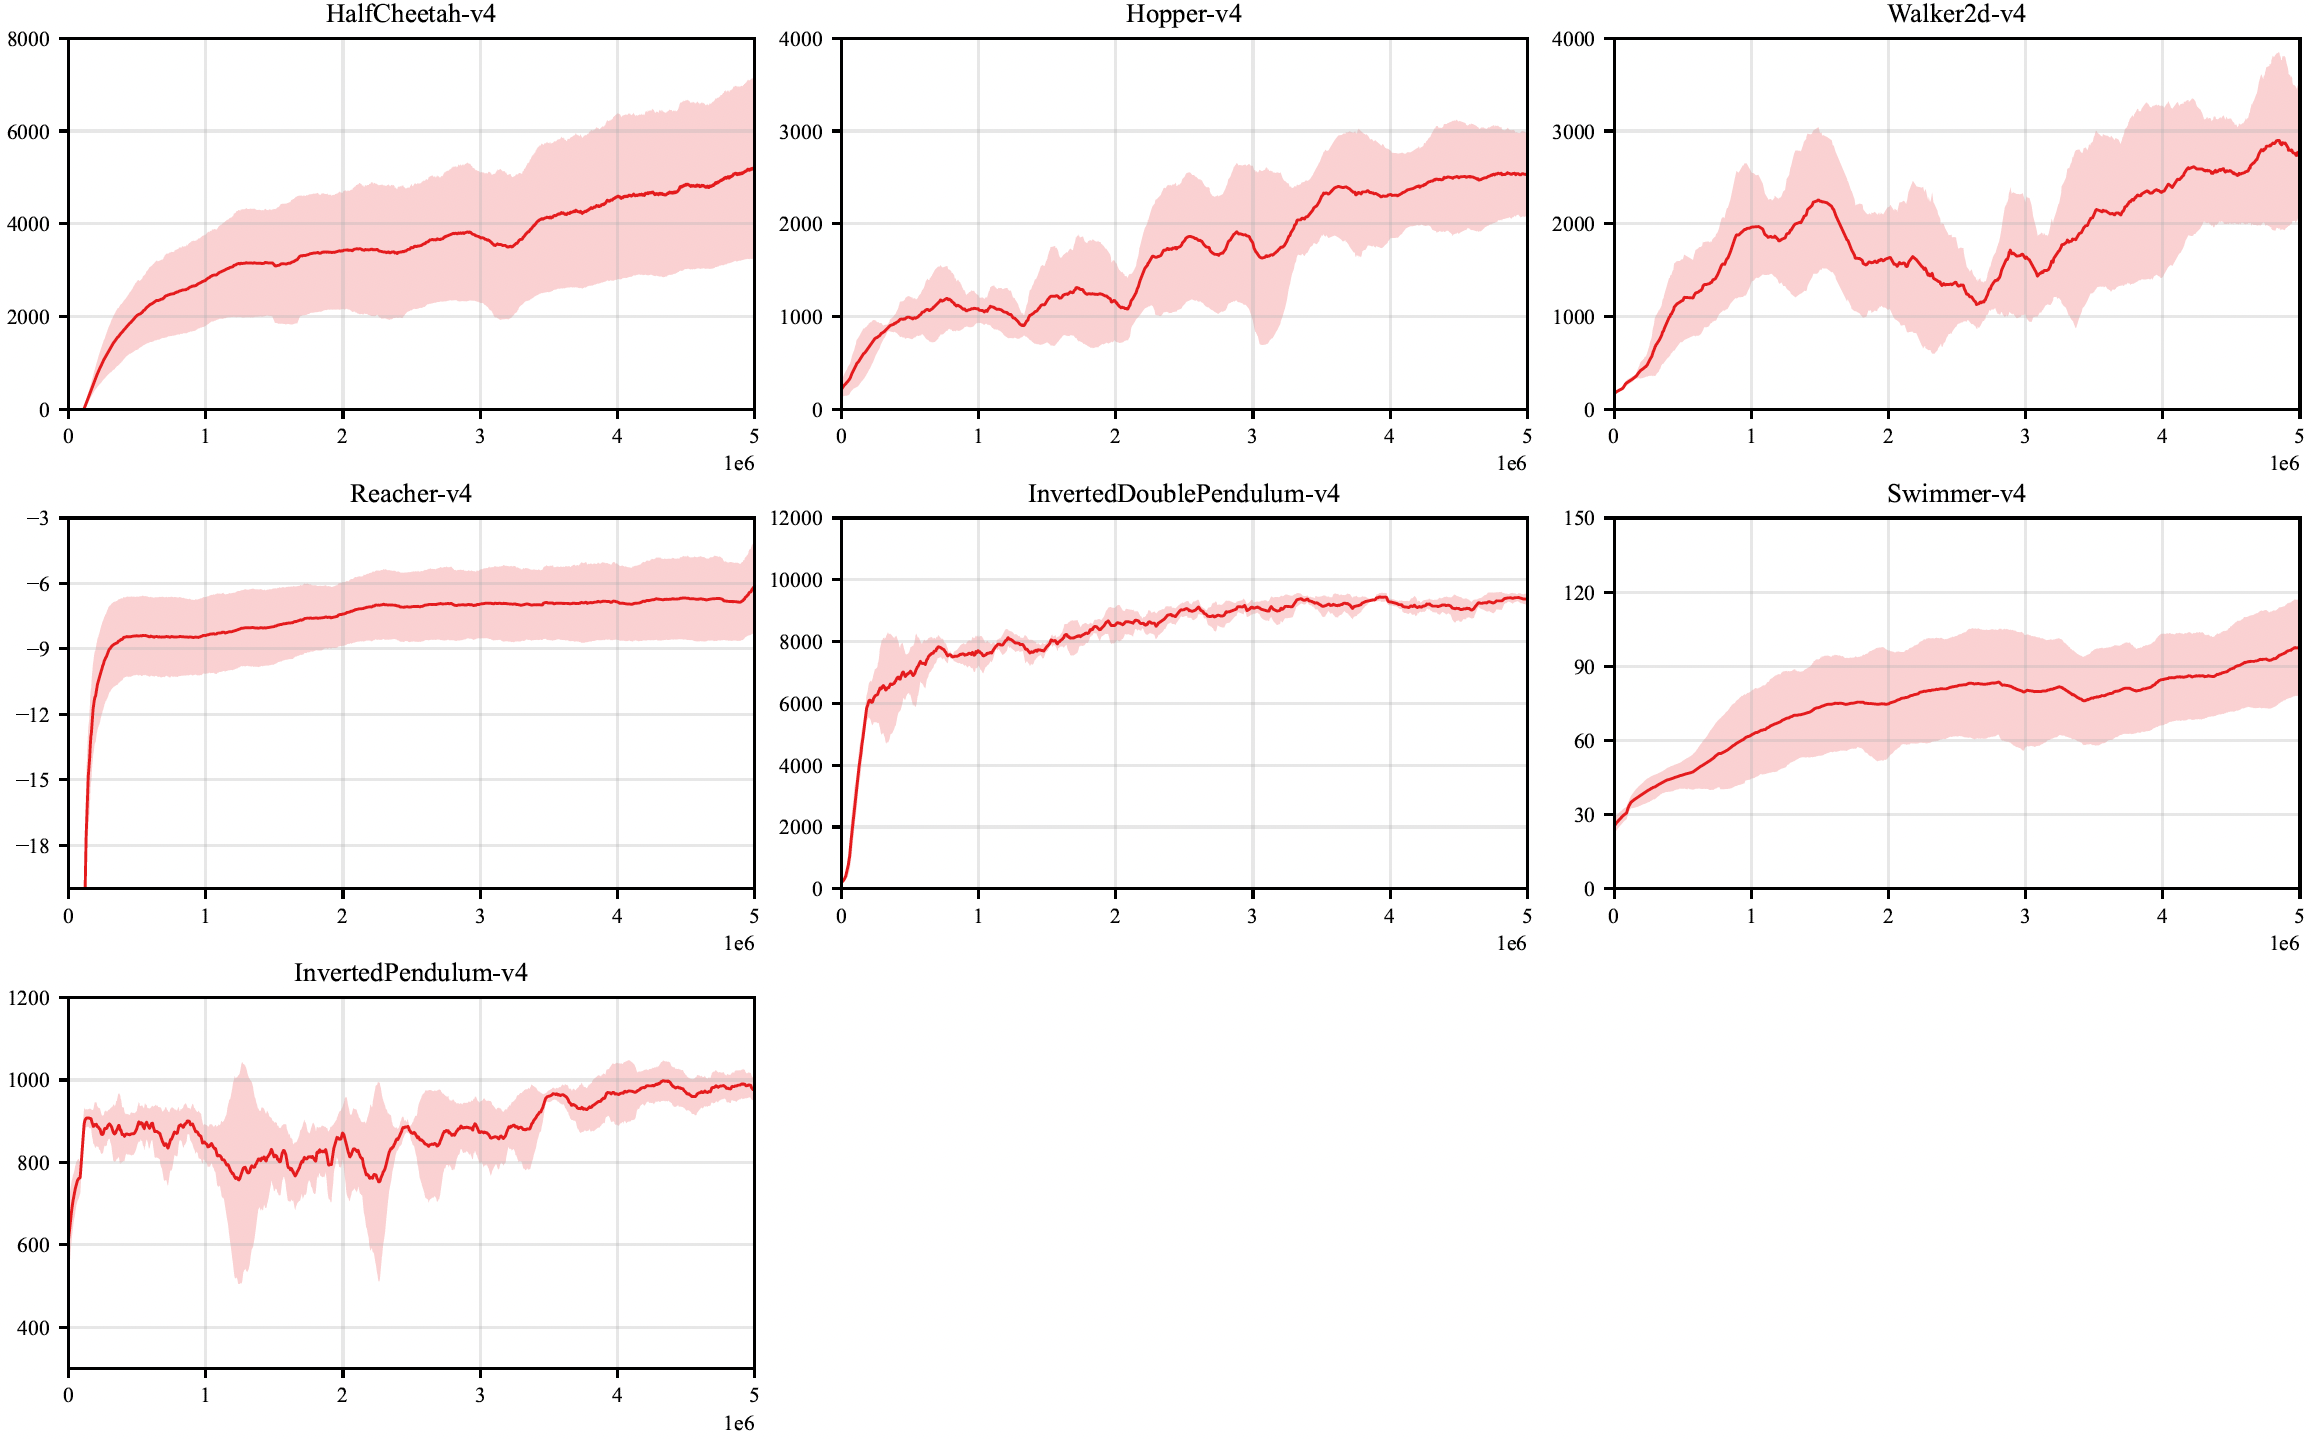 HalfCheetah-v4
8000
6000
4000
2000
0
0 1 2 3 4 5
1e6
Hopper-v4
4000
3000
2000
1000
0
0 1 2 3 4 5
1e6
Walker2d-v4
4000
3000
2000
1000
0
0 1 2 3 4 5
1e6
Reacher-v4
−3
−6
−9
−12
−15
−18
0 1 2 3 4 5
1e6
InvertedDoublePendulum-v4
12000
10000
8000
6000
4000
2000
0
0 1 2 3 4 5
1e6
Swimmer-v4
150
120
90
60
30
0
0 1 2 3 4 5
1e6
InvertedPendulum-v4
1200
1000
800
600
400
0 1 2 3 4 5
1e6